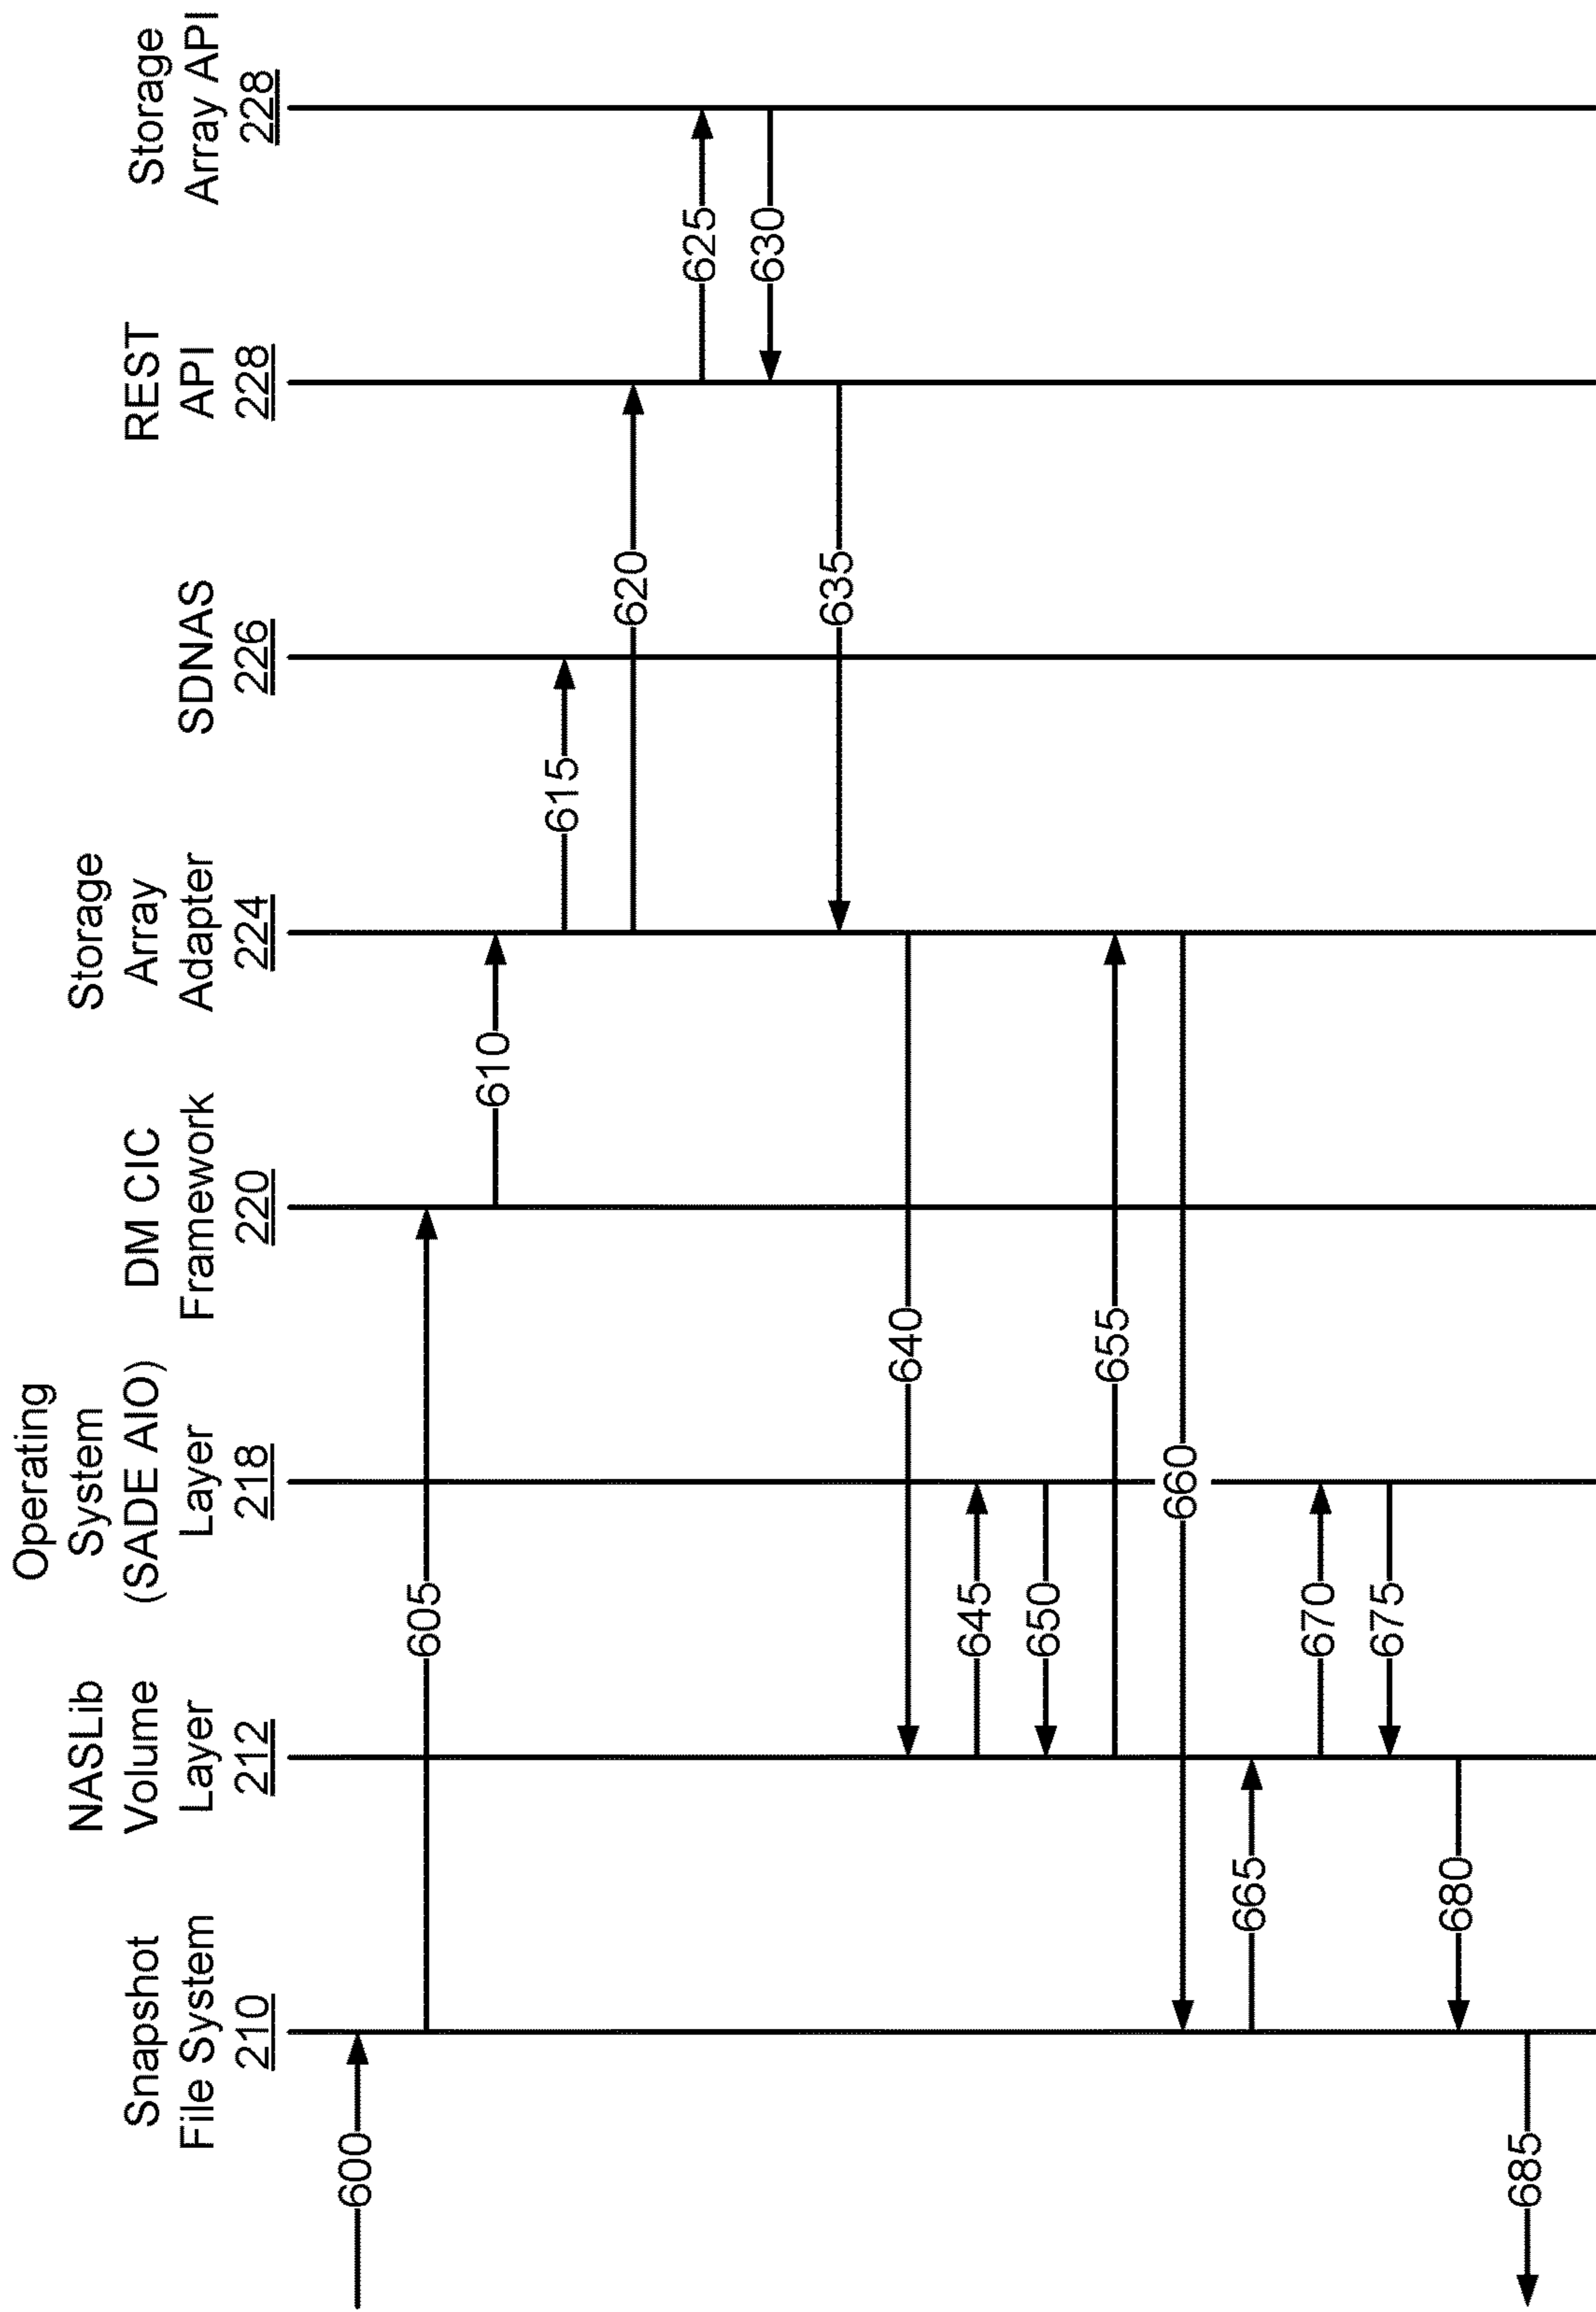 Snapshot
File System
210
NASLib
Volume
Layer
212
Operating
System
(SADE AIO)
Layer
218
DM CIC
Framework
220
Storage
Array
Adapter
224
SDNAS
226
REST
API
228
Storage
Array API
228
600
605
610
615
620
625
630
635
640
645
650
655
660
665
670
675
680
685